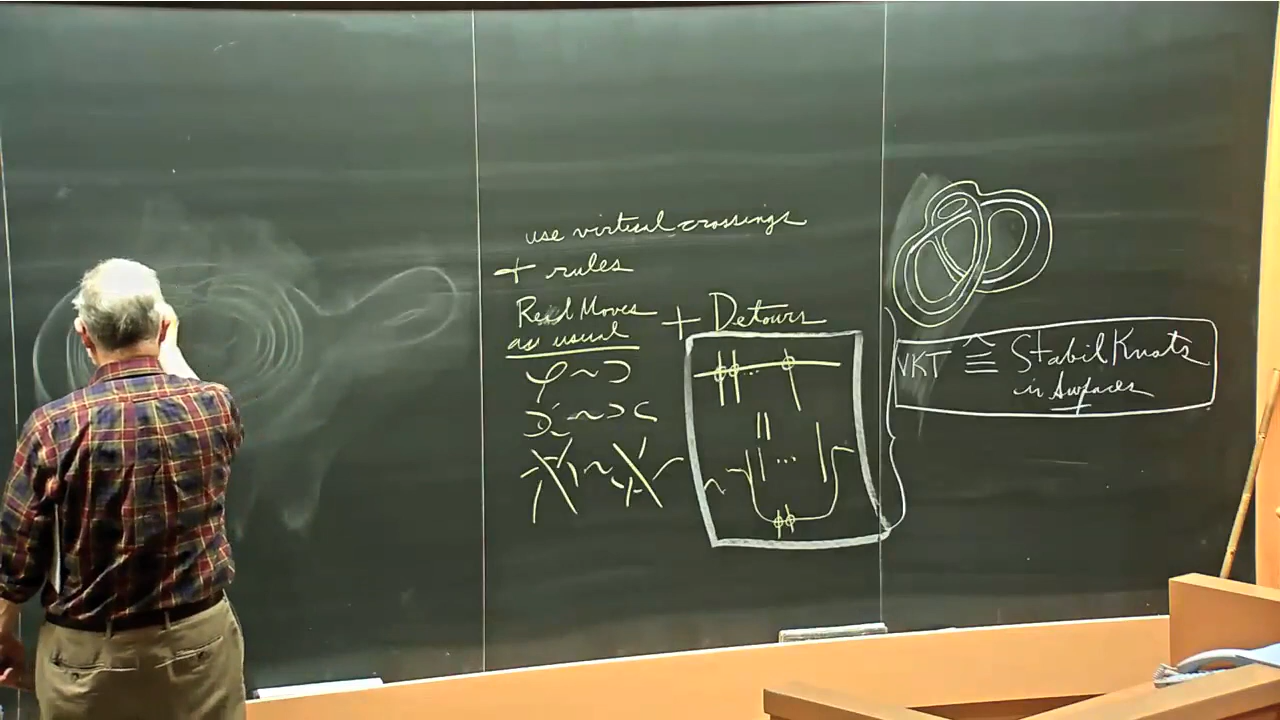 use virtual crossings
+ rules
Reid Moves
as usual
+ Detours
~
~
~
...
~ ...
VKT ≅ Stabil Knots
in Surfaces